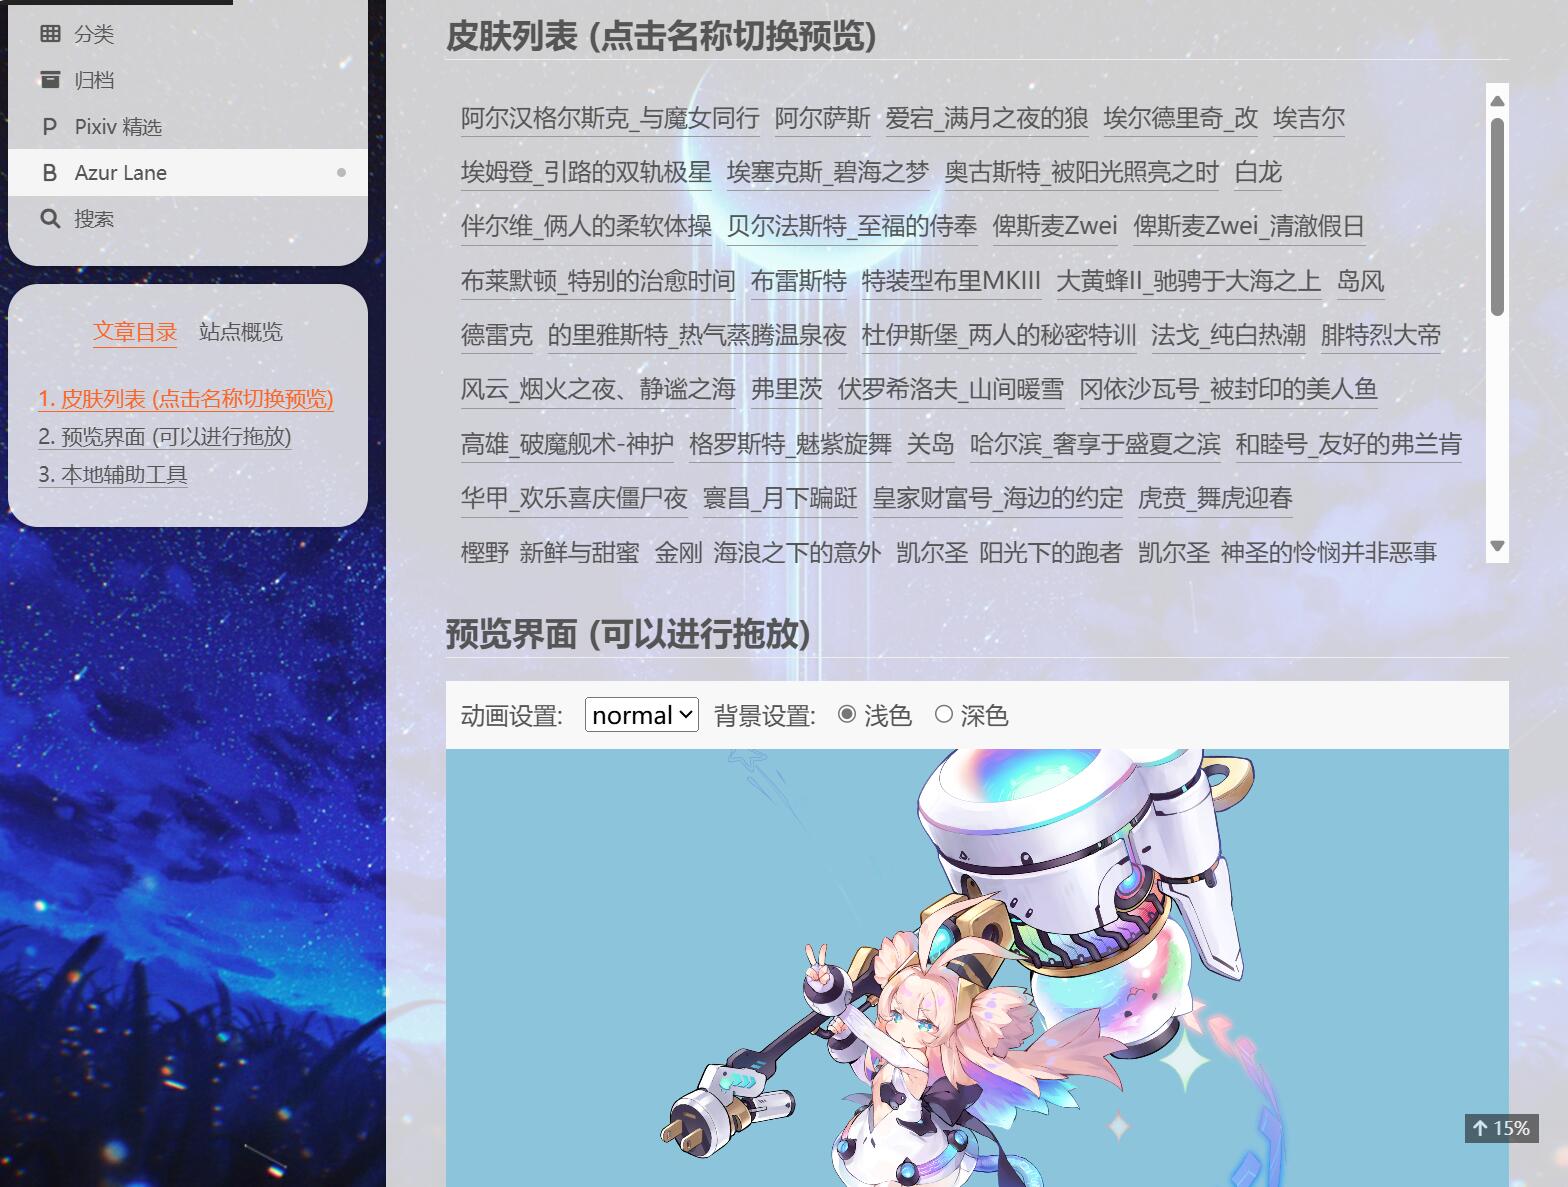 分类
归档
Pixiv 精选
Azur Lane
搜索
文章目录 站点概览
1. 皮肤列表 (点击名称切换预览)
2. 预览界面 (可以进行拖放)
3. 本地辅助工具
皮肤列表 (点击名称切换预览)
阿尔汉格尔斯克_与魔女同行 阿尔萨斯 爱宕_满月之夜的狼 埃尔德里奇_改 埃吉尔
埃姆登_引路的双轨极星 埃塞克斯_碧海之梦 奥古斯特_被阳光照亮之时 白龙
伴尔维_俩人的柔软体操 贝尔法斯特_至福的侍奉 俾斯麦Zwei 俾斯麦Zwei_清澈假日
布莱默顿_特别的治愈时间 布雷斯特 特装型布里MKIII 大黄蜂II_驰骋于大海之上 岛风
德雷克 的里雅斯特_热气蒸腾温泉夜 杜伊斯堡_两人的秘密特训 法戈_纯白热潮 腓特烈大帝
风云_烟火之夜、静谧之海 弗里茨 伏罗希洛夫_山间暖雪 冈依沙瓦号_被封印的美人鱼
高雄_破魔舰术-神护 格罗斯特_魅紫旋舞 关岛 哈尔滨_奢享于盛夏之滨 和睦号_友好的弗兰肯
华甲_欢乐喜庆僵尸夜 寰昌_月下蹁跹 皇家财富号_海边的约定 虎贲_舞虎迎春
樫野 新鲜与甜蜜 金刚 海浪之下的意外 凯尔圣 阳光下的跑者 凯尔圣 神圣的怜悯并非恶事
预览界面 (可以进行拖放)
动画设置: normal 背景设置: 浅色 深色
15%